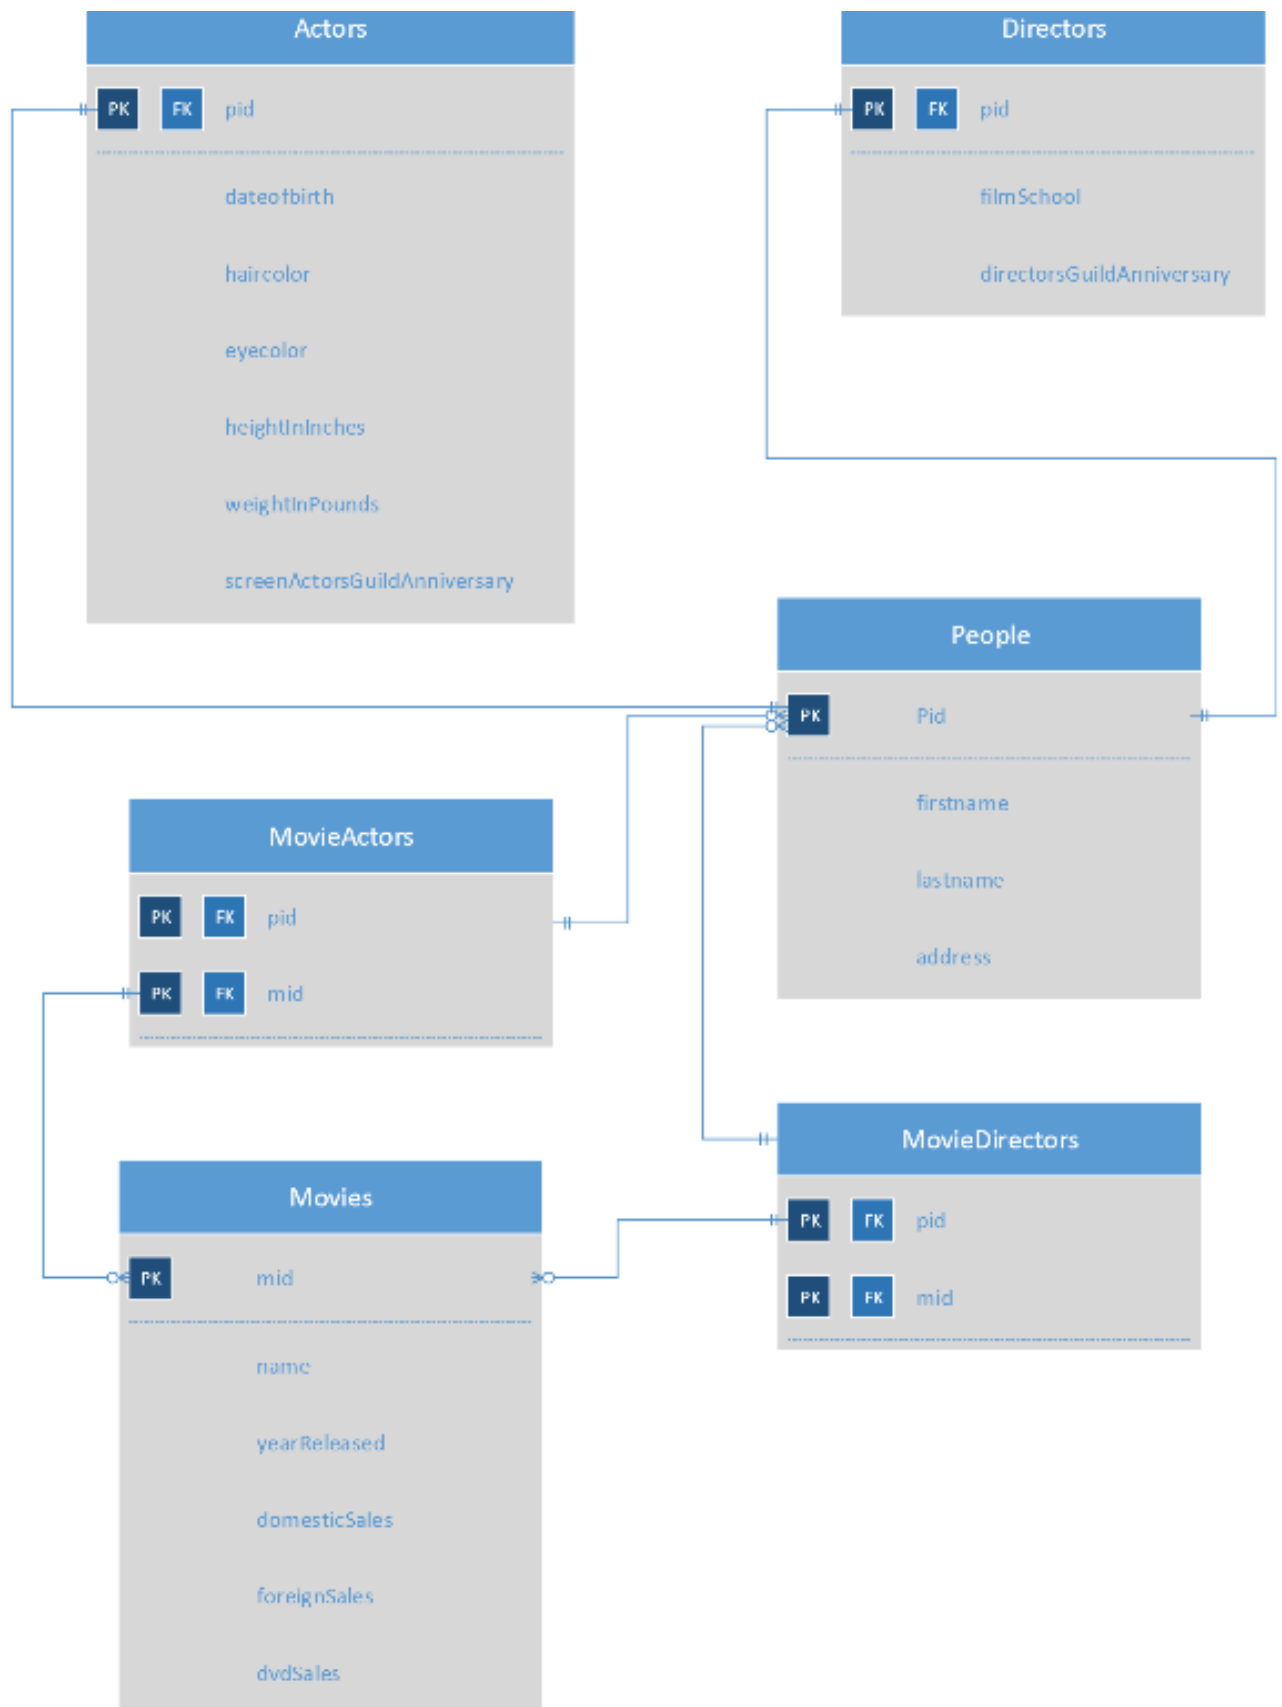 Actors
PK FK pid
dateofbirth
haircolor
eyecolor
heightInInches
weightInPounds
screenActorsGuildAnniversary
Directors
PK FK pid
filmSchool
directorsGuildAnniversary
People
PK Pid
firstname
lastname
address
MovieActors
PK FK pid
PK FK mid
MovieDirectors
PK FK pid
PK FK mid
Movies
PK mid
name
yearReleased
domesticSales
foreignSales
dvdSales